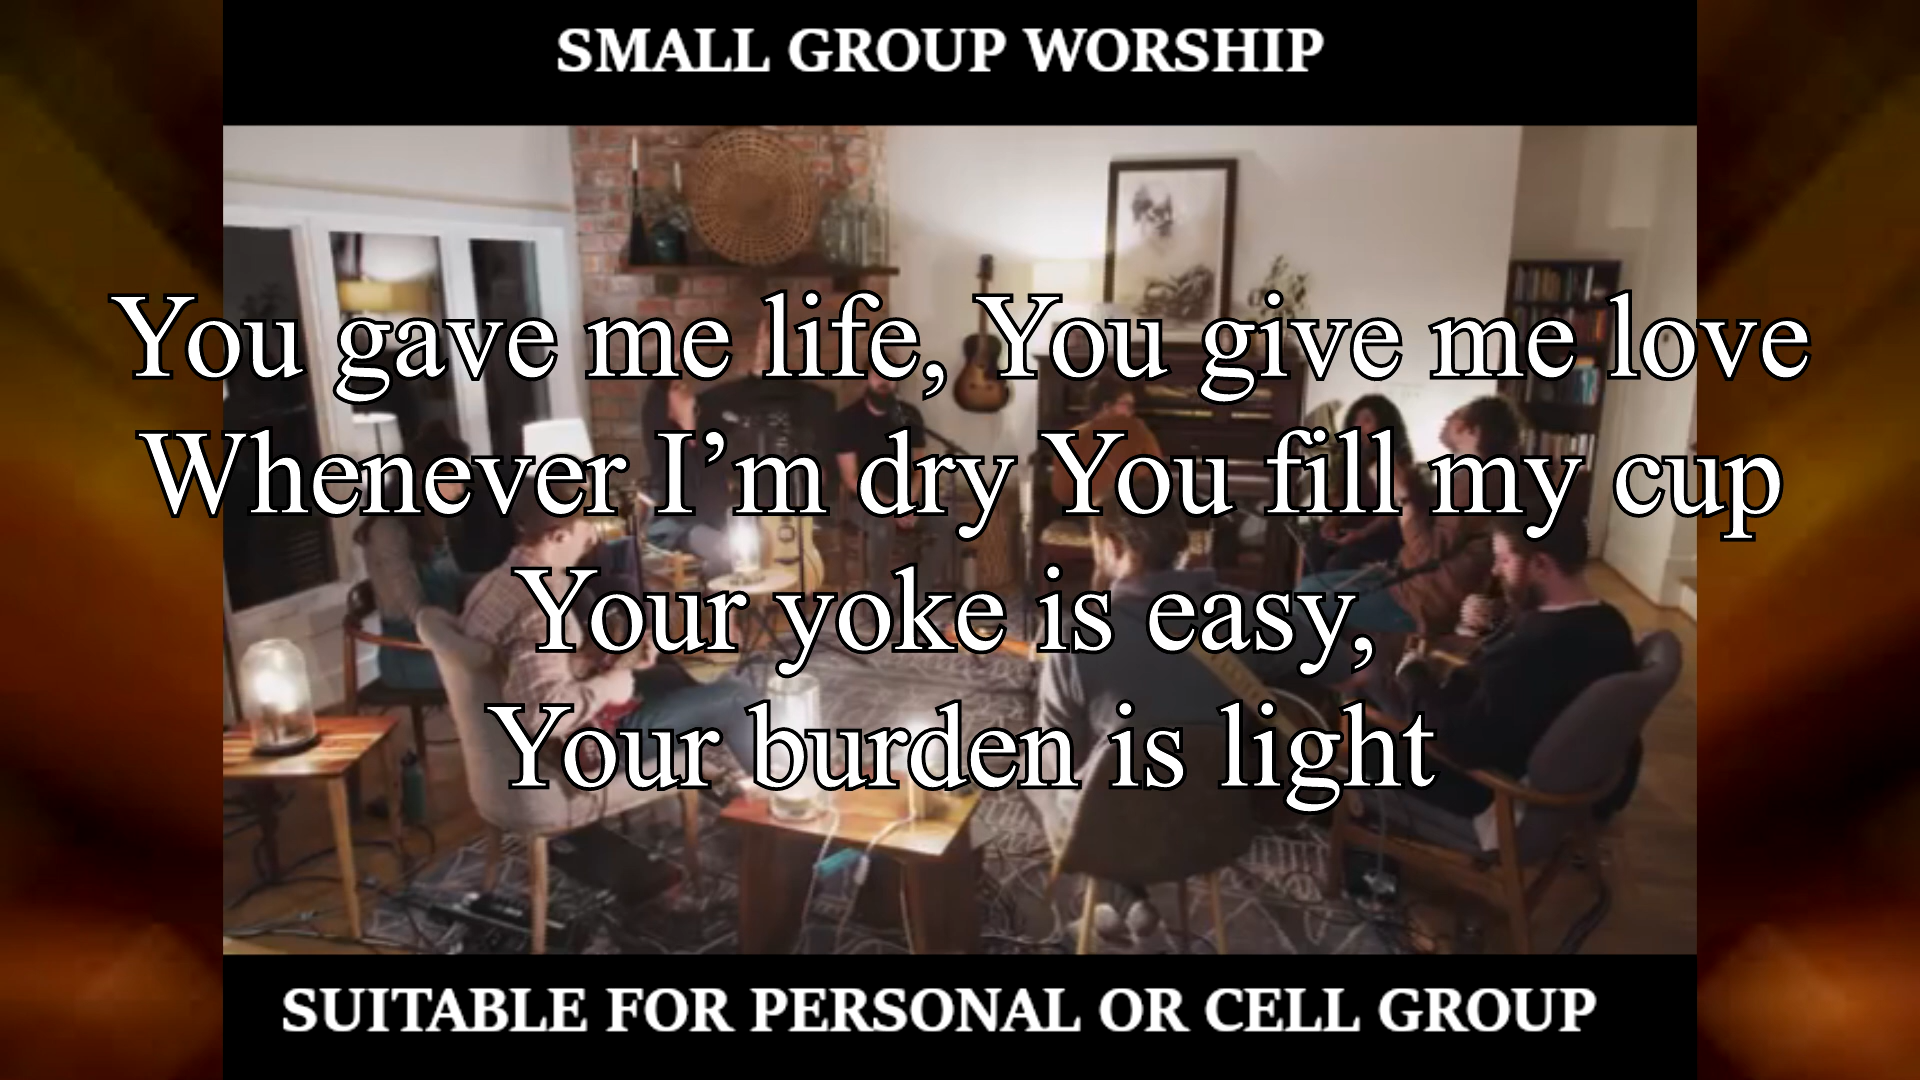 SMALL GROUP WORSHIP
You gave me life, You give me love
Whenever I’m dry You fill my cup
Your yoke is easy,
Your burden is light
SUITABLE FOR PERSONAL OR CELL GROUP